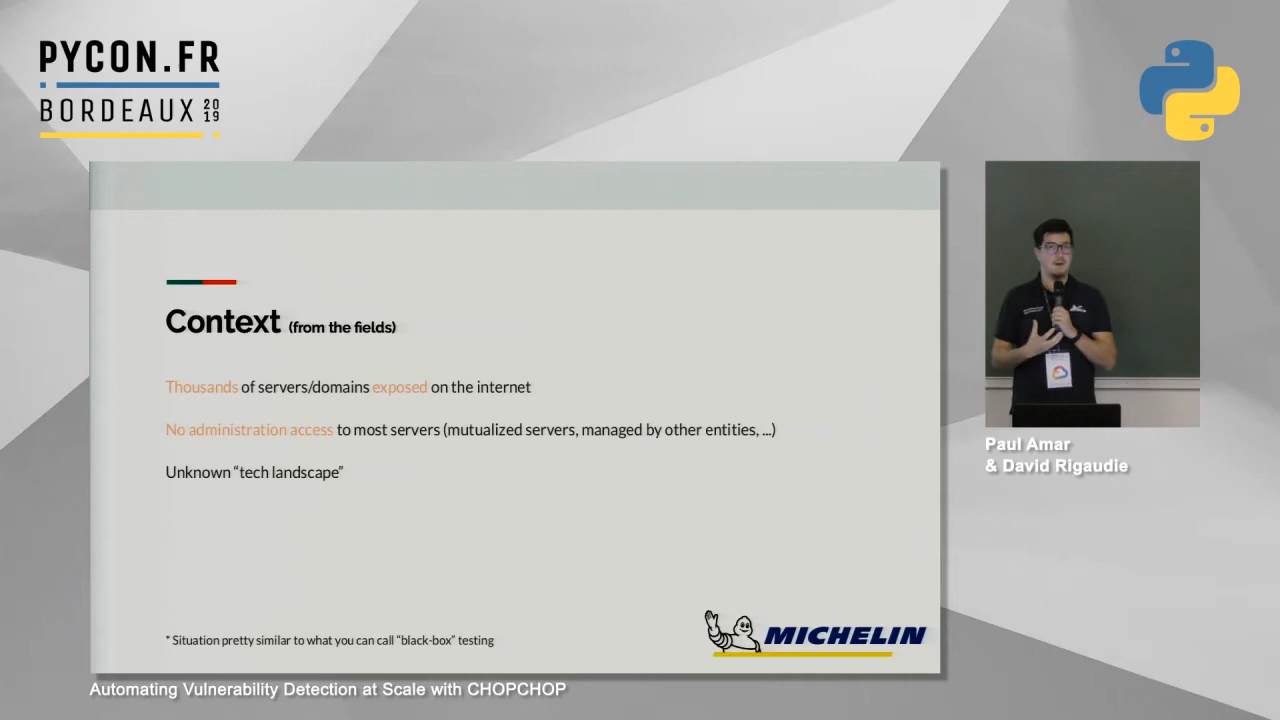 PYCON.FR
BORDEAUX 2019
Context (from the fields)
Thousands of servers/domains exposed on the internet
No administration access to most servers (mutualized servers, managed by other entities, ...)
Unknown “tech landscape”
* Situation pretty similar to what you can call “black-box” testing
MICHELIN
Paul Amar
& David Rigaudie
Automating Vulnerability Detection at Scale with CHOPCHOP